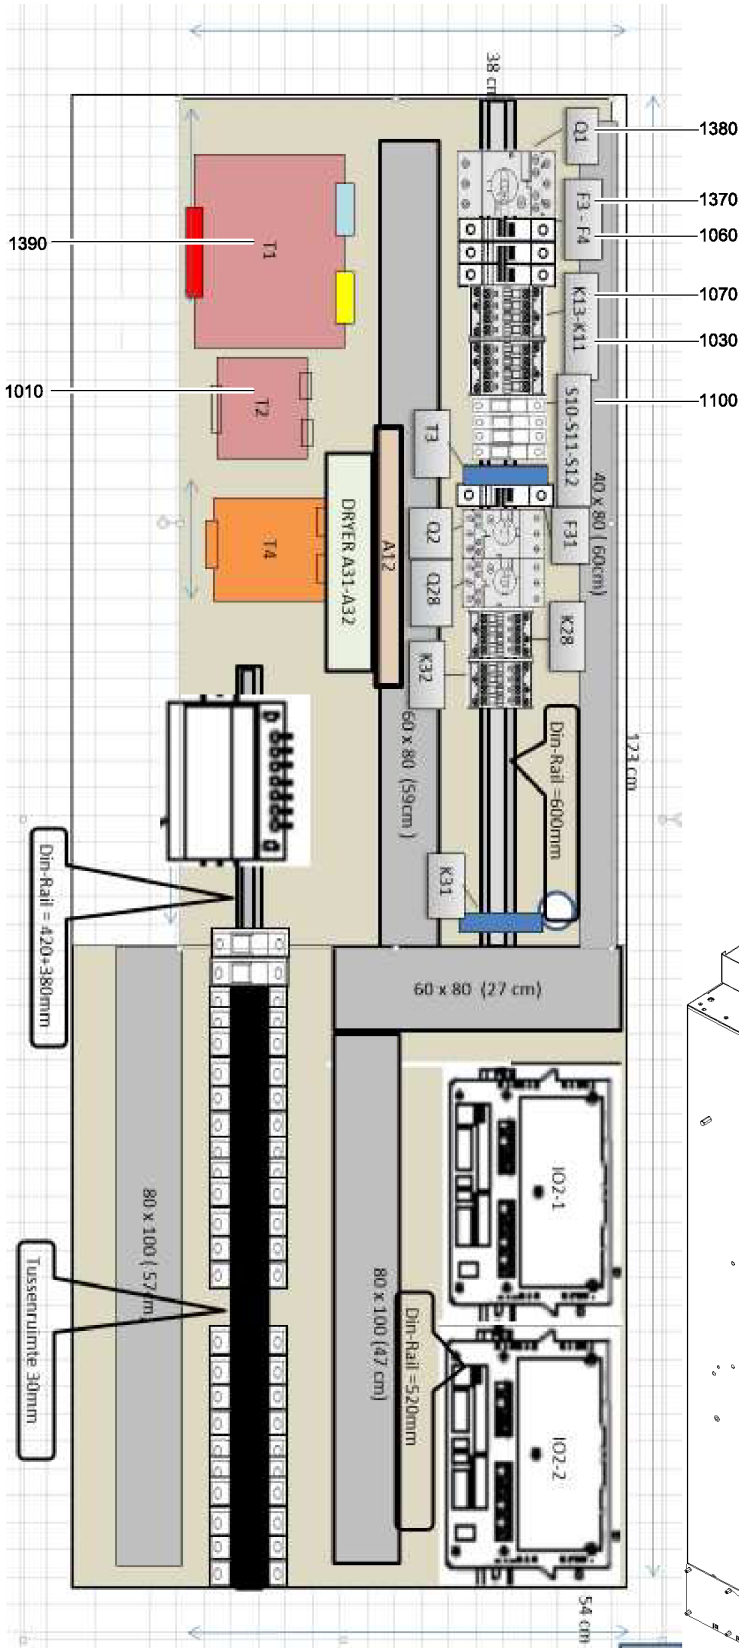 38 cm
Q1
1380
F3 - F4
1370
1060
1390
T1
K13-K11
1070
1030
1010
T2
S10-S11-S12
1100
T3
40 x 80 ( 60cm)
F31
T4
DRYER A31-A32
A12
Q2
Q28
K28
K32
60 x 80 (59cm )
Din-Rail =600mm
123 cm
Din-Rail = 420+380mm
K31
60 x 80 (27 cm)
IO2-1
80 x 100 ( 57cm)
80 x 100 (47 cm)
Din-Rail =520mm
Tussenruimte 30mm
IO2-2
54 cm